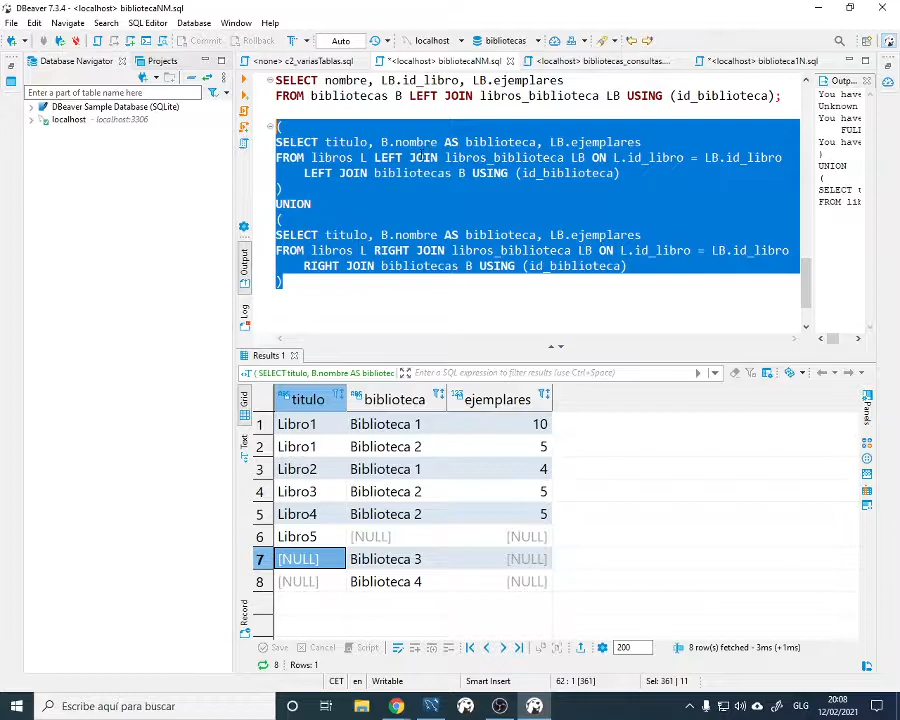 DBeaver 7.3.4 - <localhost> bibliotecaNM.sql
File Edit Navigate Search SQL Editor Database Window Help
Commit Rollback Auto localhost bibliotecas
Database Navigator Projects
Enter a part of table name here
DBeaver Sample Database (SQLite)
localhost - localhost:3306
<none> c2_variasTablas.sql
*<localhost> bibliotecaNM.sql
<localhost> bibliotecas_consultas....
*<localhost> biblioteca1N.sql
SELECT nombre, LB.id_libro, LB.ejemplares
FROM bibliotecas B LEFT JOIN libros_biblioteca LB USING (id_biblioteca);
(
SELECT titulo, B.nombre AS biblioteca, LB.ejemplares
FROM libros L LEFT JOIN libros_biblioteca LB ON L.id_libro = LB.id_libro
LEFT JOIN bibliotecas B USING (id_biblioteca)
)
UNION
(
SELECT titulo, B.nombre AS biblioteca, LB.ejemplares
FROM libros L RIGHT JOIN libros_biblioteca LB ON L.id_libro = LB.id_libro
RIGHT JOIN bibliotecas B USING (id_biblioteca)
)
Output
Log
Outp...
You have
Unknown
You have
FULL
You have
)
UNION
(
SELECT t
FROM lib
Results 1
( SELECT titulo, B.nombre AS bibliotec
Enter a SQL expression to filter results (use Ctrl+Space)
Grid
Text
Record
Panels
titulo biblioteca ejemplares
1 Libro1 Biblioteca 1 10
2 Libro1 Biblioteca 2 5
3 Libro2 Biblioteca 1 4
4 Libro3 Biblioteca 2 5
5 Libro4 Biblioteca 2 5
6 Libro5 [NULL] [NULL]
7 [NULL] Biblioteca 3 [NULL]
8 [NULL] Biblioteca 4 [NULL]
Save Cancel Script 200 8 row(s) fetched - 3ms (+1ms)
8 Rows: 1
CET en Writable Smart Insert 62 : 1 [361] Sel: 361 | 11
Escribe aquí para buscar
GLG
20:08
12/02/2021